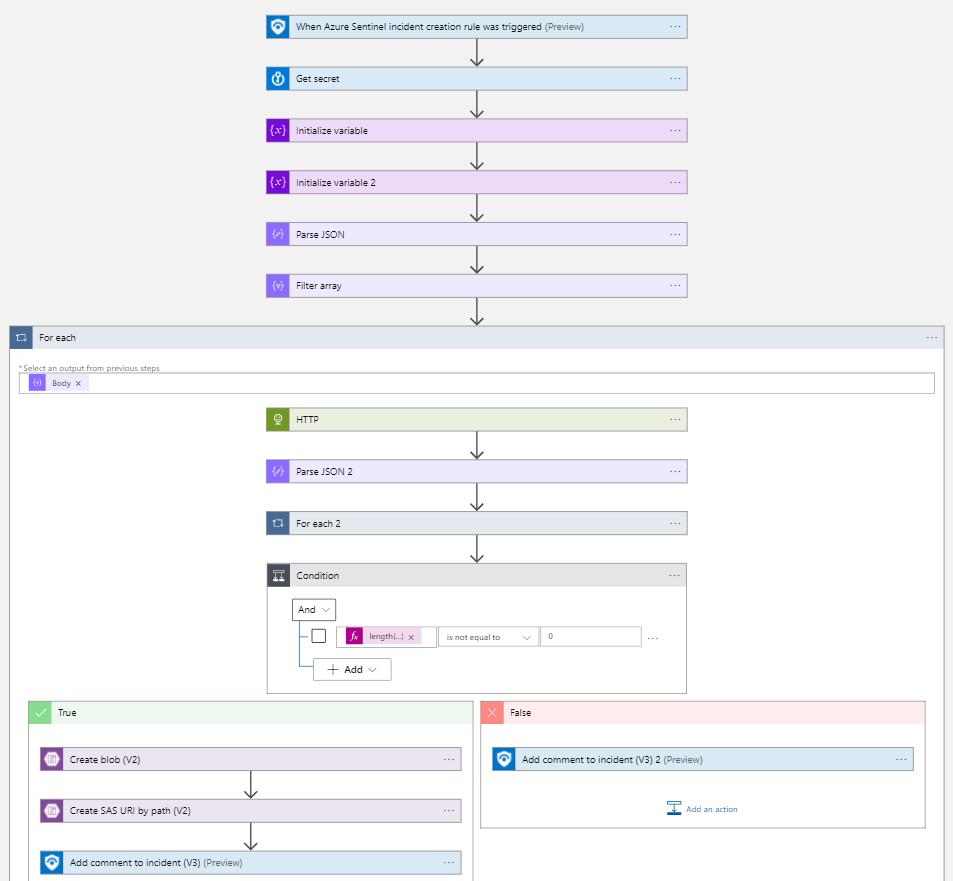 When Azure Sentinel incident creation rule was triggered (Preview)
Get secret
{x} Initialize variable
{x} Initialize variable 2
Parse JSON
Filter array
For each
*Select an output from previous steps
Body ×
HTTP
Parse JSON 2
For each 2
Condition
And
fx length(...) × is not equal to 0 ...
+ Add
True
Create blob (V2)
Create SAS URI by path (V2)
Add comment to incident (V3) (Preview)
False
Add comment to incident (V3) 2 (Preview)
Add an action